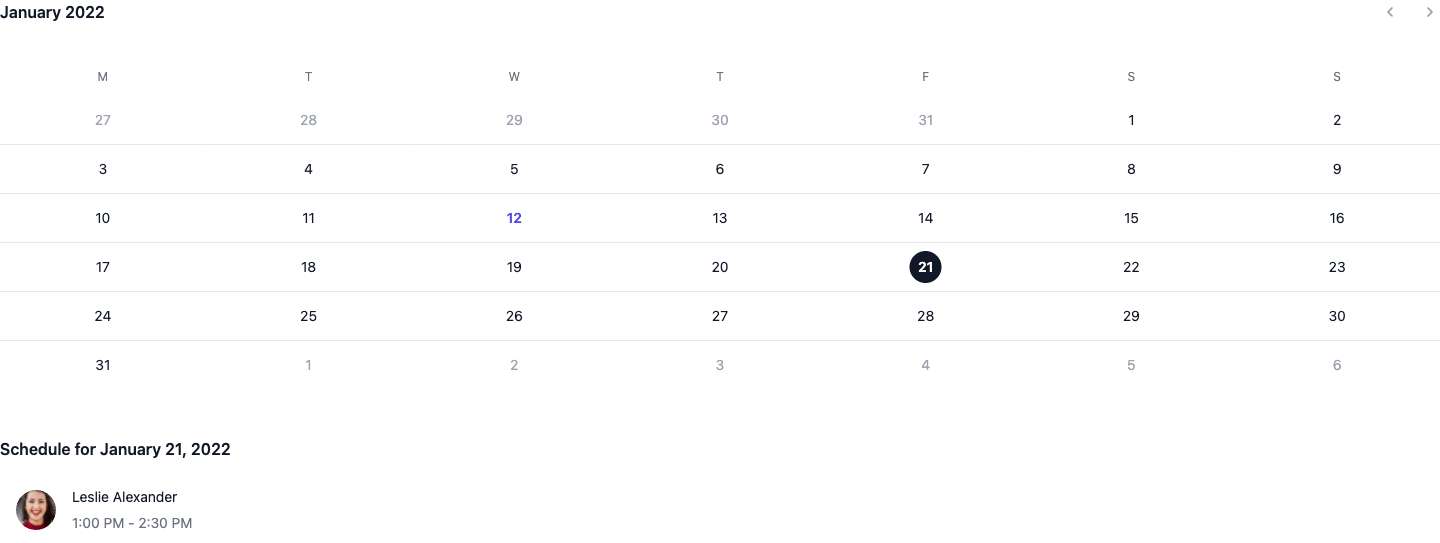 January 2022
M T W T F S S
27 28 29 30 31 1 2
3 4 5 6 7 8 9
10 11 12 13 14 15 16
17 18 19 20 21 22 23
24 25 26 27 28 29 30
31 1 2 3 4 5 6
Schedule for January 21, 2022
Leslie Alexander
1:00 PM - 2:30 PM